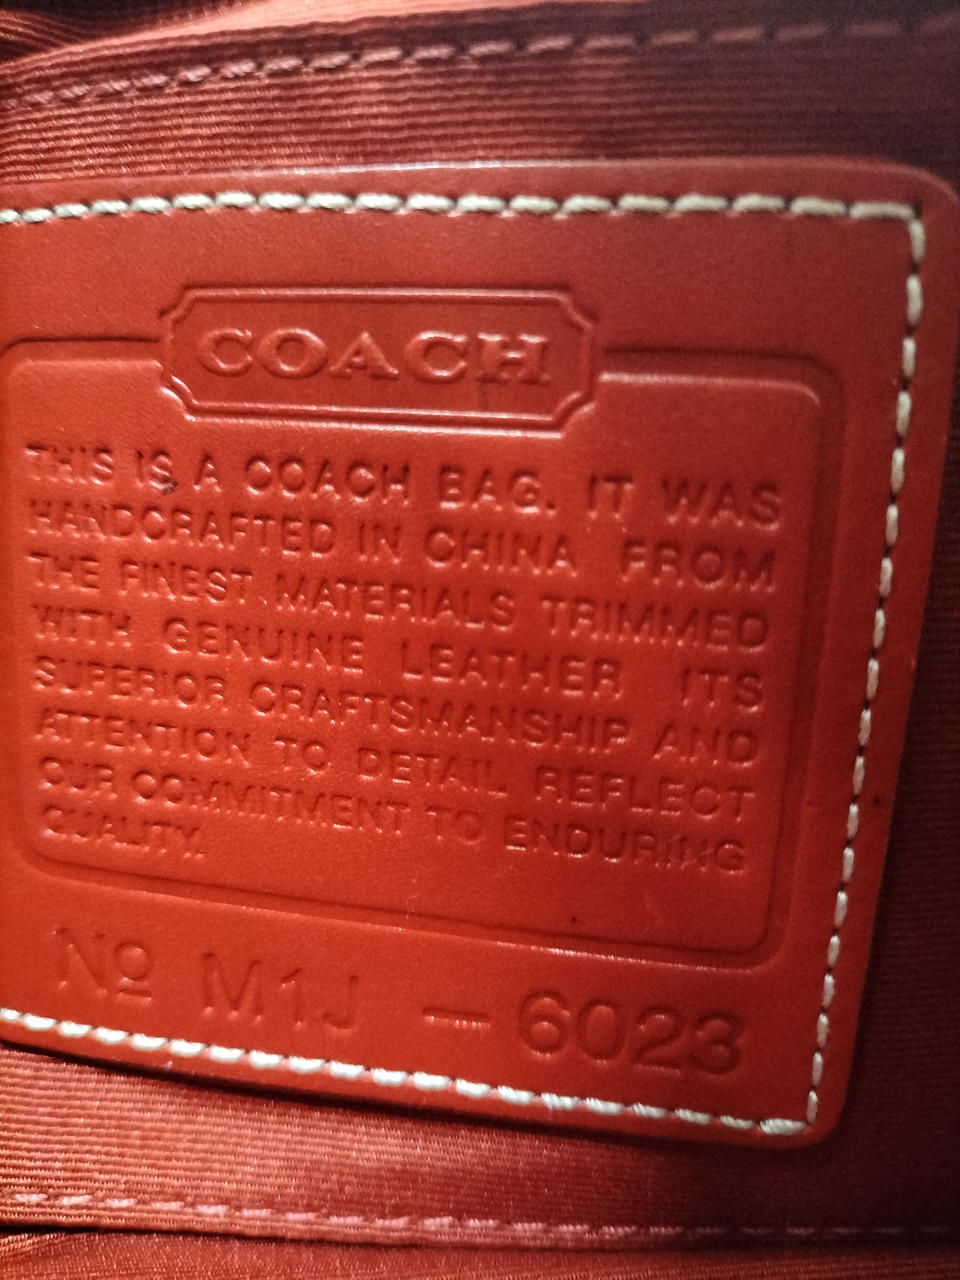 COACH
THIS IS A COACH BAG. IT WAS
HANDCRAFTED IN CHINA FROM
THE FINEST MATERIALS TRIMMED
WITH GENUINE LEATHER ITS
SUPERIOR CRAFTSMANSHIP AND
ATTENTION TO DETAIL REFLECT
OUR COMMITMENT TO ENDURING
QUALITY.
Nº M1J - 6023